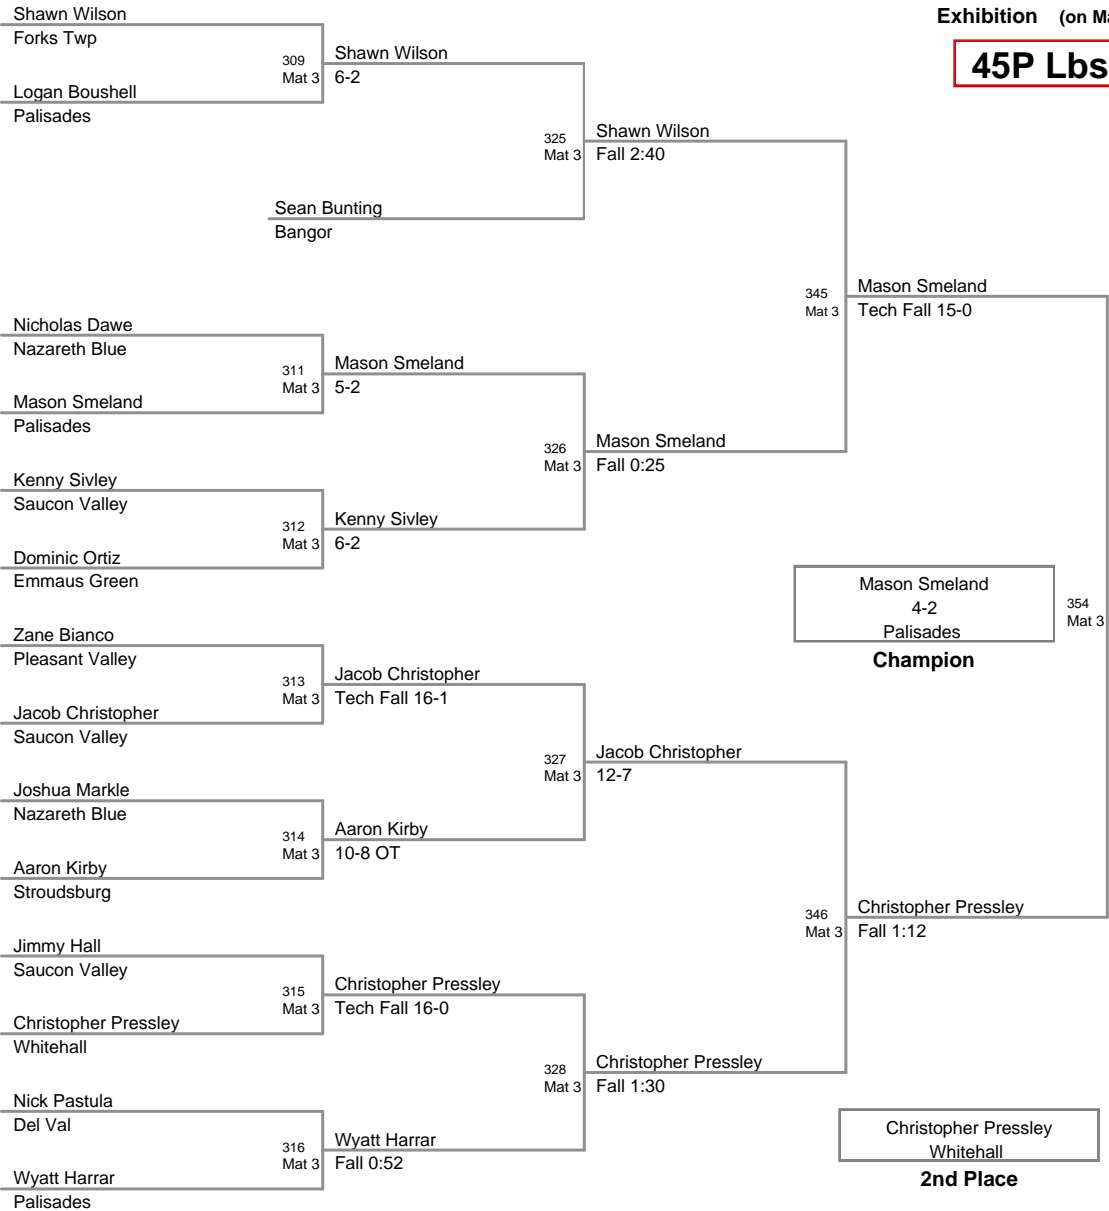 Exhibition (on Ma
45P Lbs
Shawn Wilson
Forks Twp
309
Mat 3
Shawn Wilson
6-2
Logan Boushell
Palisades
325
Mat 3
Shawn Wilson
Fall 2:40
Sean Bunting
Bangor
345
Mat 3
Mason Smeland
Tech Fall 15-0
Nicholas Dawe
Nazareth Blue
311
Mat 3
Mason Smeland
5-2
Mason Smeland
Palisades
326
Mat 3
Mason Smeland
Fall 0:25
Kenny Sivley
Saucon Valley
312
Mat 3
Kenny Sivley
6-2
Dominic Ortiz
Emmaus Green
Mason Smeland
4-2
Palisades
Champion
354
Mat 3
Zane Bianco
Pleasant Valley
313
Mat 3
Jacob Christopher
Tech Fall 16-1
Jacob Christopher
Saucon Valley
327
Mat 3
Jacob Christopher
12-7
Joshua Markle
Nazareth Blue
314
Mat 3
Aaron Kirby
10-8 OT
Aaron Kirby
Stroudsburg
346
Mat 3
Christopher Pressley
Fall 1:12
Jimmy Hall
Saucon Valley
315
Mat 3
Christopher Pressley
Tech Fall 16-0
Christopher Pressley
Whitehall
328
Mat 3
Christopher Pressley
Fall 1:30
Nick Pastula
Del Val
316
Mat 3
Wyatt Harrar
Fall 0:52
Wyatt Harrar
Palisades
Christopher Pressley
Whitehall
2nd Place